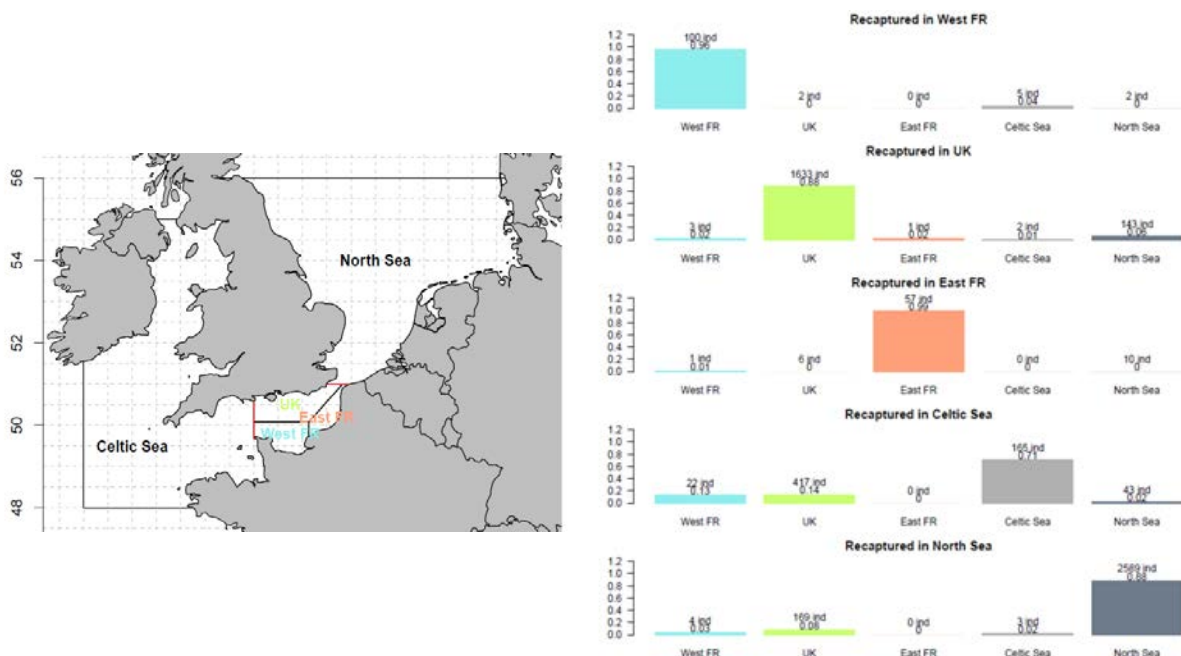 56
54
52
50
48
North Sea
UK
East FR
West FR
Celtic Sea
Recaptured in West FR
1.2
1.0
0.8
0.6
0.4
0.2
0.0
100 ind
0.96
2 ind
0
0 ind
0
5 ind
0.04
2 ind
0
West FR UK East FR Celtic Sea North Sea
Recaptured in UK
1.2
1.0
0.8
0.6
0.4
0.2
0.0
3 ind
0.02
1633 ind
0.88
1 ind
0.02
2 ind
0.01
143 ind
0.06
West FR UK East FR Celtic Sea North Sea
Recaptured in East FR
1.2
1.0
0.8
0.6
0.4
0.2
0.0
1 ind
0.01
6 ind
0
57 ind
0.99
0 ind
0
10 ind
0
West FR UK East FR Celtic Sea North Sea
Recaptured in Celtic Sea
1.2
1.0
0.8
0.6
0.4
0.2
0.0
22 ind
0.13
417 ind
0.14
0 ind
0
165 ind
0.71
43 ind
0.02
West FR UK East FR Celtic Sea North Sea
Recaptured in North Sea
1.2
1.0
0.8
0.6
0.4
0.2
0.0
4 ind
0.03
169 ind
0.08
0 ind
0
3 ind
0.02
2589 ind
0.88
West FR UK East FR Celtic Sea North Sea